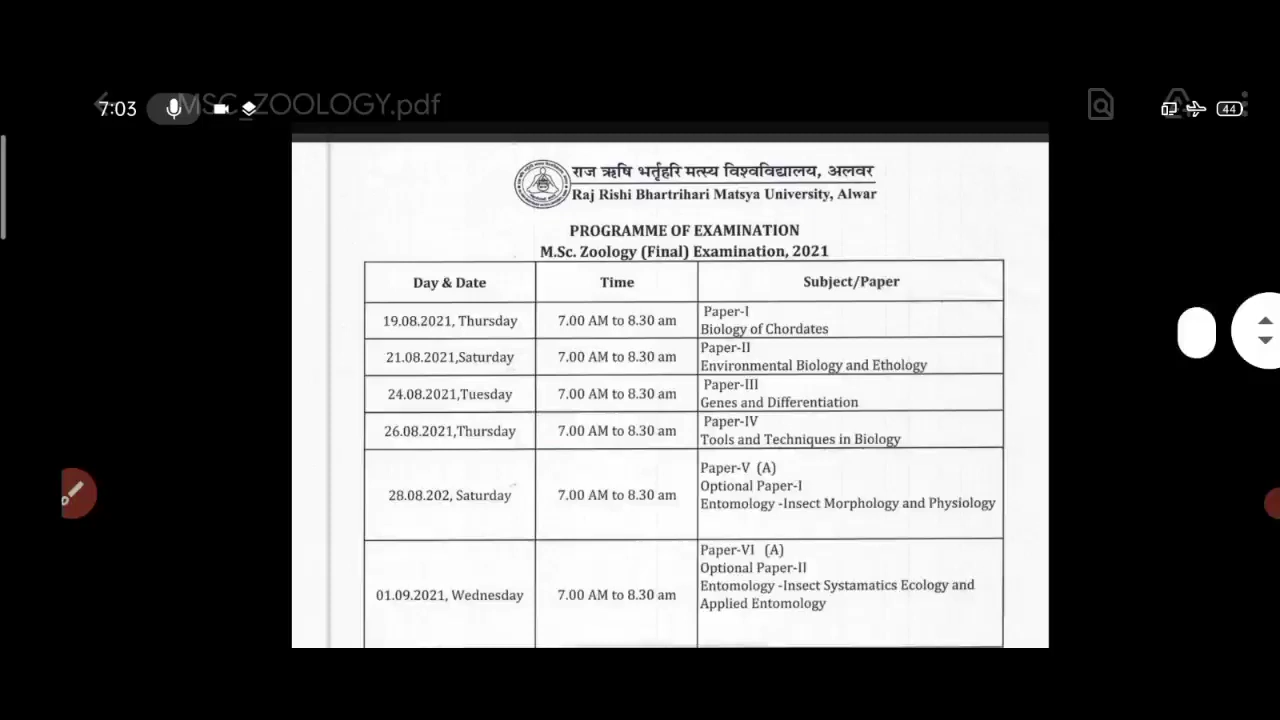 7:03
MSC_ZOOLOGY.pdf
44
राज ऋषि भर्तृहरि मत्स्य विश्वविद्यालय, अलवर
Raj Rishi Bhartrihari Matsya University, Alwar
PROGRAMME OF EXAMINATION
M.Sc. Zoology (Final) Examination, 2021
Day & Date Time Subject/Paper
19.08.2021, Thursday 7.00 AM to 8.30 am Paper-I
Biology of Chordates
21.08.2021,Saturday 7.00 AM to 8.30 am Paper-II
Environmental Biology and Ethology
24.08.2021,Tuesday 7.00 AM to 8.30 am Paper-III
Genes and Differentiation
26.08.2021,Thursday 7.00 AM to 8.30 am Paper-IV
Tools and Techniques in Biology
28.08.202, Saturday 7.00 AM to 8.30 am Paper-V (A)
Optional Paper-I
Entomology -Insect Morphology and Physiology
01.09.2021, Wednesday 7.00 AM to 8.30 am Paper-VI (A)
Optional Paper-II
Entomology -Insect Systamatics Ecology and
Applied Entomology